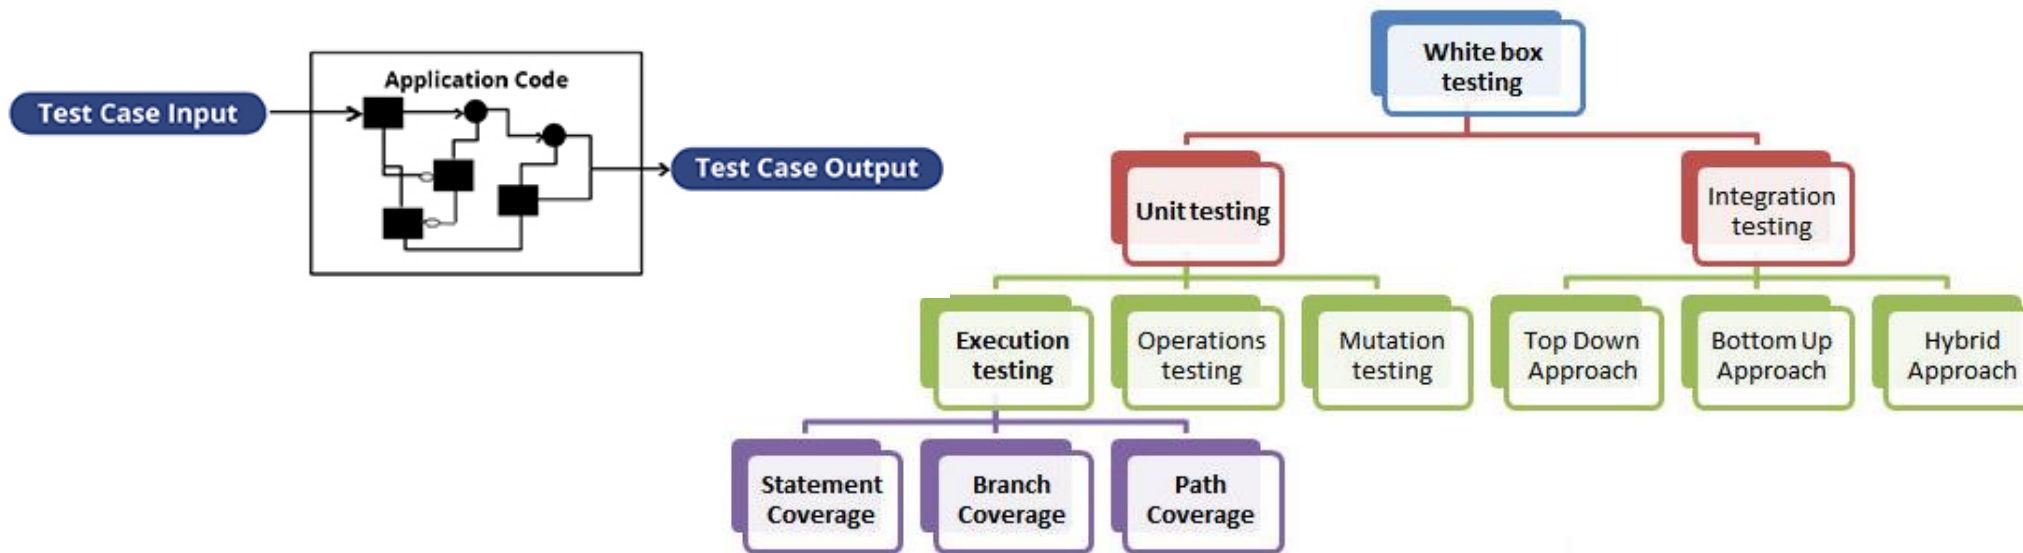 Application Code
Test Case Input
Test Case Output
White box
testing
Unit testing
Integration
testing
Execution
testing
Operations
testing
Mutation
testing
Top Down
Approach
Bottom Up
Approach
Hybrid
Approach
Statement
Coverage
Branch
Coverage
Path
Coverage